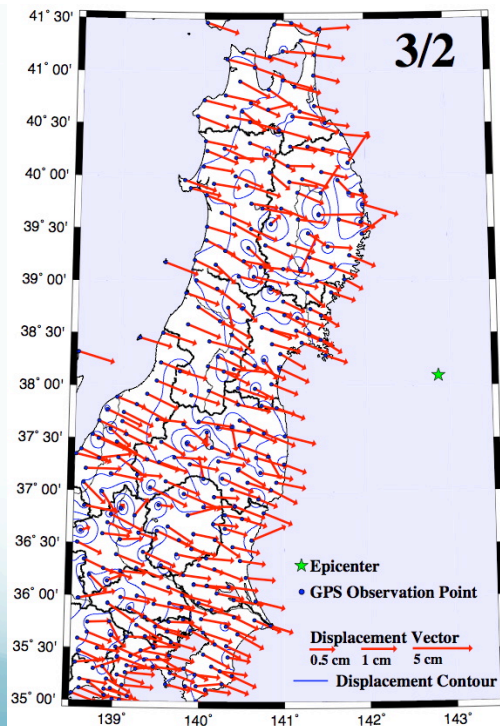 3/2
41° 30'
41° 00'
40° 30'
40° 00'
39° 30'
39° 00'
38° 30'
38° 00'
37° 30'
37° 00'
36° 30'
36° 00'
35° 30'
35° 00'
Epicenter
GPS Observation Point
Displacement Vector
0.5 cm 1 cm 5 cm
Displacement Contour
139° 140° 141° 142° 143°